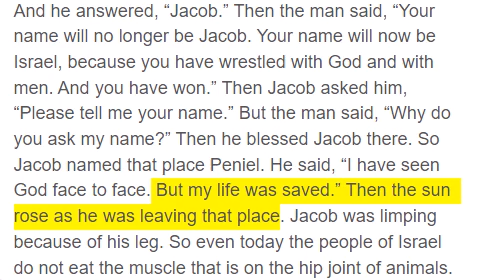 And he answered, “Jacob.” Then the man said, “Your
name will no longer be Jacob. Your name will now be
Israel, because you have wrestled with God and with
men. And you have won.” Then Jacob asked him,
“Please tell me your name.” But the man said, “Why do
you ask my name?” Then he blessed Jacob there. So
Jacob named that place Peniel. He said, “I have seen
God face to face. But my life was saved.” Then the sun
rose as he was leaving that place. Jacob was limping
because of his leg. So even today the people of Israel
do not eat the muscle that is on the hip joint of animals.